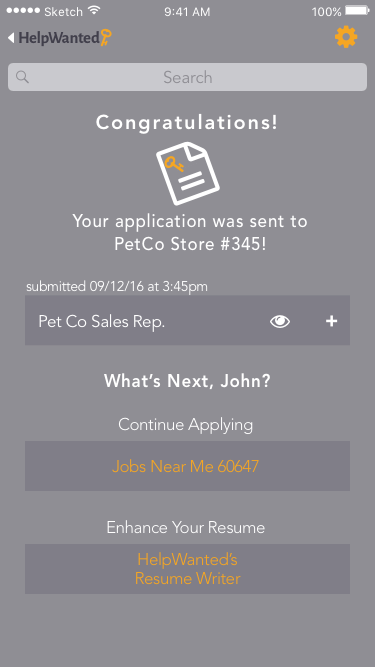 Sketch 9:41 AM 100%
HelpWanted
Search
Congratulations!
Your application was sent to
PetCo Store #345!
submitted 09/12/16 at 3:45pm
Pet Co Sales Rep. +
What's Next, John?
Continue Applying
Jobs Near Me 60647
Enhance Your Resume
HelpWanted's
Resume Writer